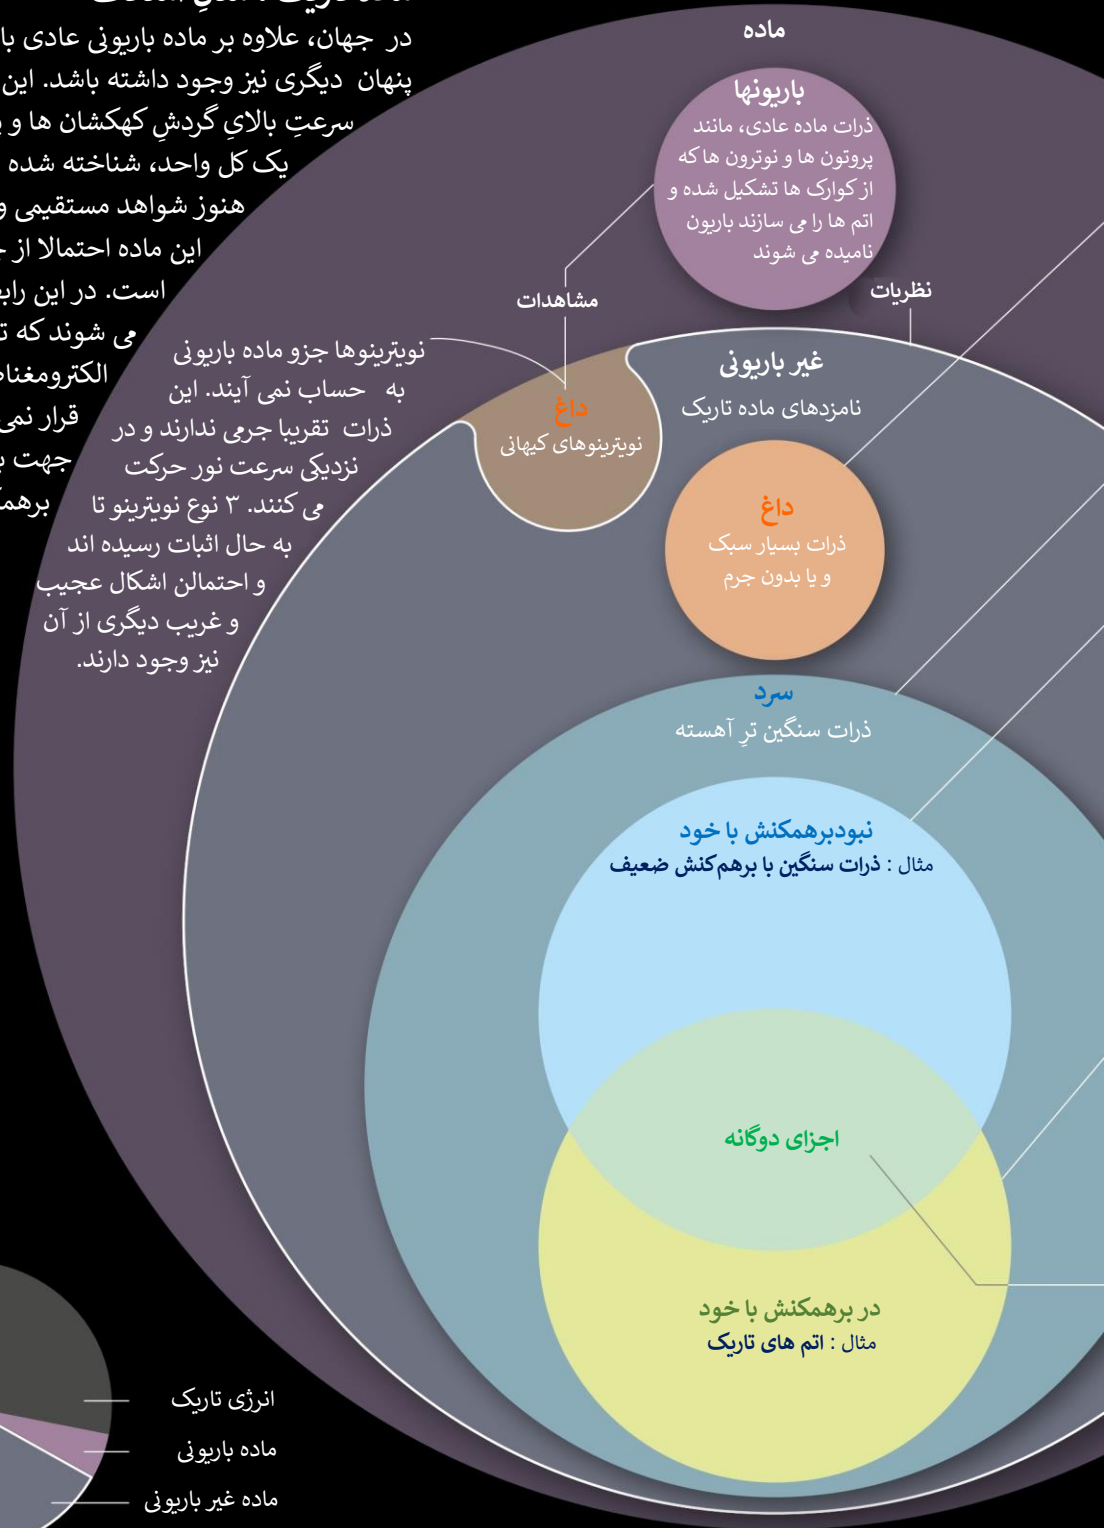 در جهان، علاوه بر ماده باریونی عادی
پنهان دیگری نیز وجود داشته باشد. این
سرعتِ بالایِ گردشِ کهکشان ها و
یک کل واحد، شناخته شده
هنوز شواهد مستقیمی و
این ماده احتمالا از
است. در این
می شوند که
قرار نمی
جهت
ماده
باریونها
ذرات ماده عادی، مانند
پروتون ها و نوترون ها که
از کوارک ها تشکیل شده و
اتم ها را می سازند باریون
نامیده می شوند
مشاهدات
نظریات
نویترینوها جزو ماده باریونی
به حساب نمی آیند. این
ذرات تقریبا جرمی ندارند و در
نزدیکی سرعت نور حرکت
می کنند. ۳ نوع نویترینو تا
به حال اثبات رسیده اند
و احتمالن اشکال عجیب
و غریب دیگری از آن
نیز وجود دارند.
داغ
نویترینوهای کیهانی
غیر باریونی
نامزدهای ماده تاریک
داغ
ذرات بسیار سبک
و یا بدون جرم
سرد
ذرات سنگین ترِ آهسته
نبودبرهمکنش با خود
مثال : ذرات سنگین با برهم‌کنش ضعیف
اجزای دوگانه
در برهمکنش با خود
مثال : اتم های تاریک
انرژی تاریک
ماده باریونی
ماده غیر باریونی